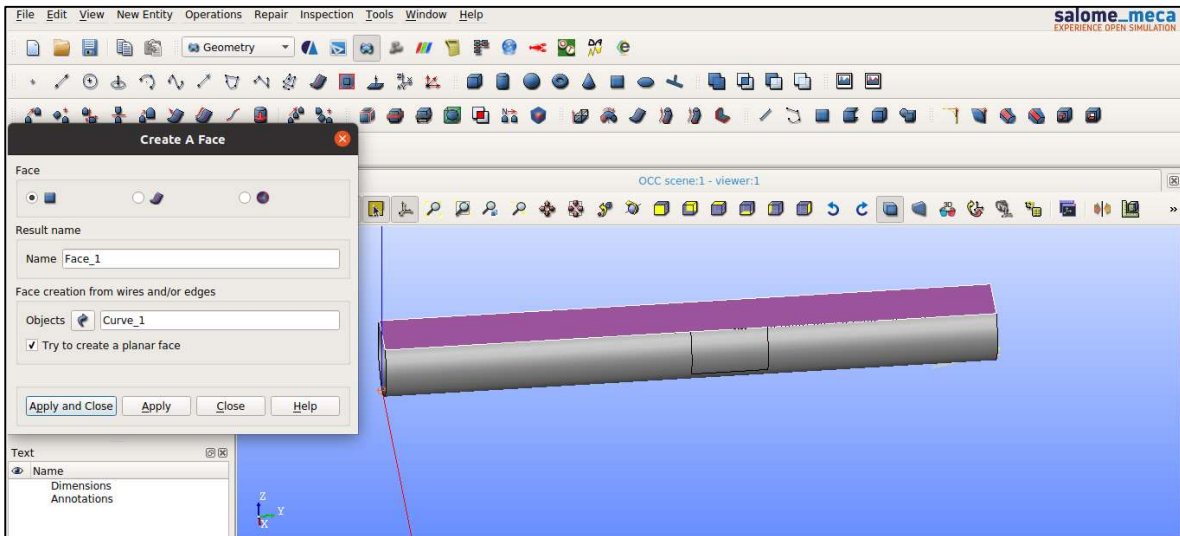 File Edit View New Entity Operations Repair Inspection Tools Window Help
salome_meca
EXPERIENCE OPEN SIMULATION
Geometry
Create A Face
Face
OCC scene:1 - viewer:1
Result name
Name Face_1
Face creation from wires and/or edges
Objects Curve_1
Try to create a planar face
Apply and Close Apply Close Help
Text
Name
Dimensions
Annotations
Z
Y
X